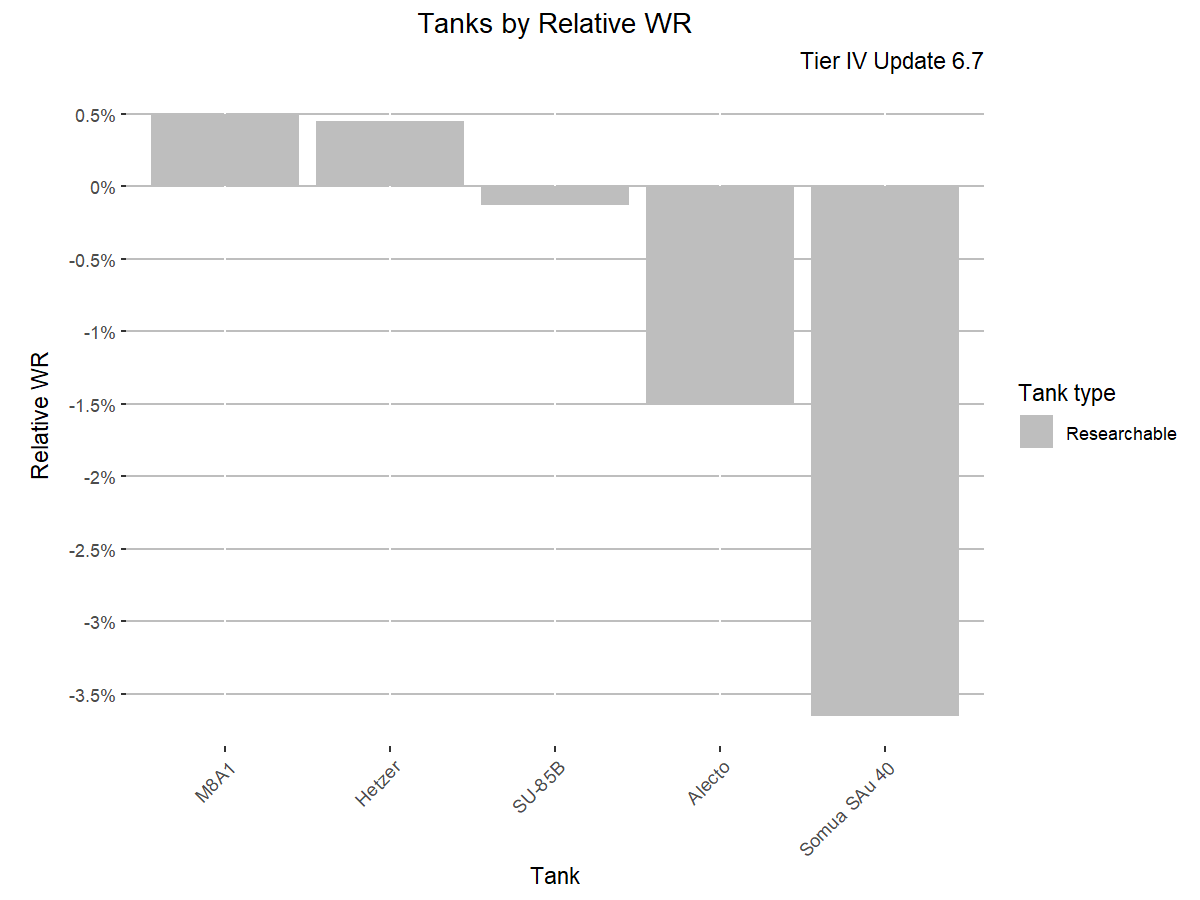 Tanks by Relative WR
Tier IV Update 6.7
0.5%
0%
-0.5%
-1%
-1.5%
-2%
-2.5%
-3%
-3.5%
Relative WR
M8A1
Hetzer
SU-85B
Alecto
Somua SAu 40
Tank
Tank type
Researchable